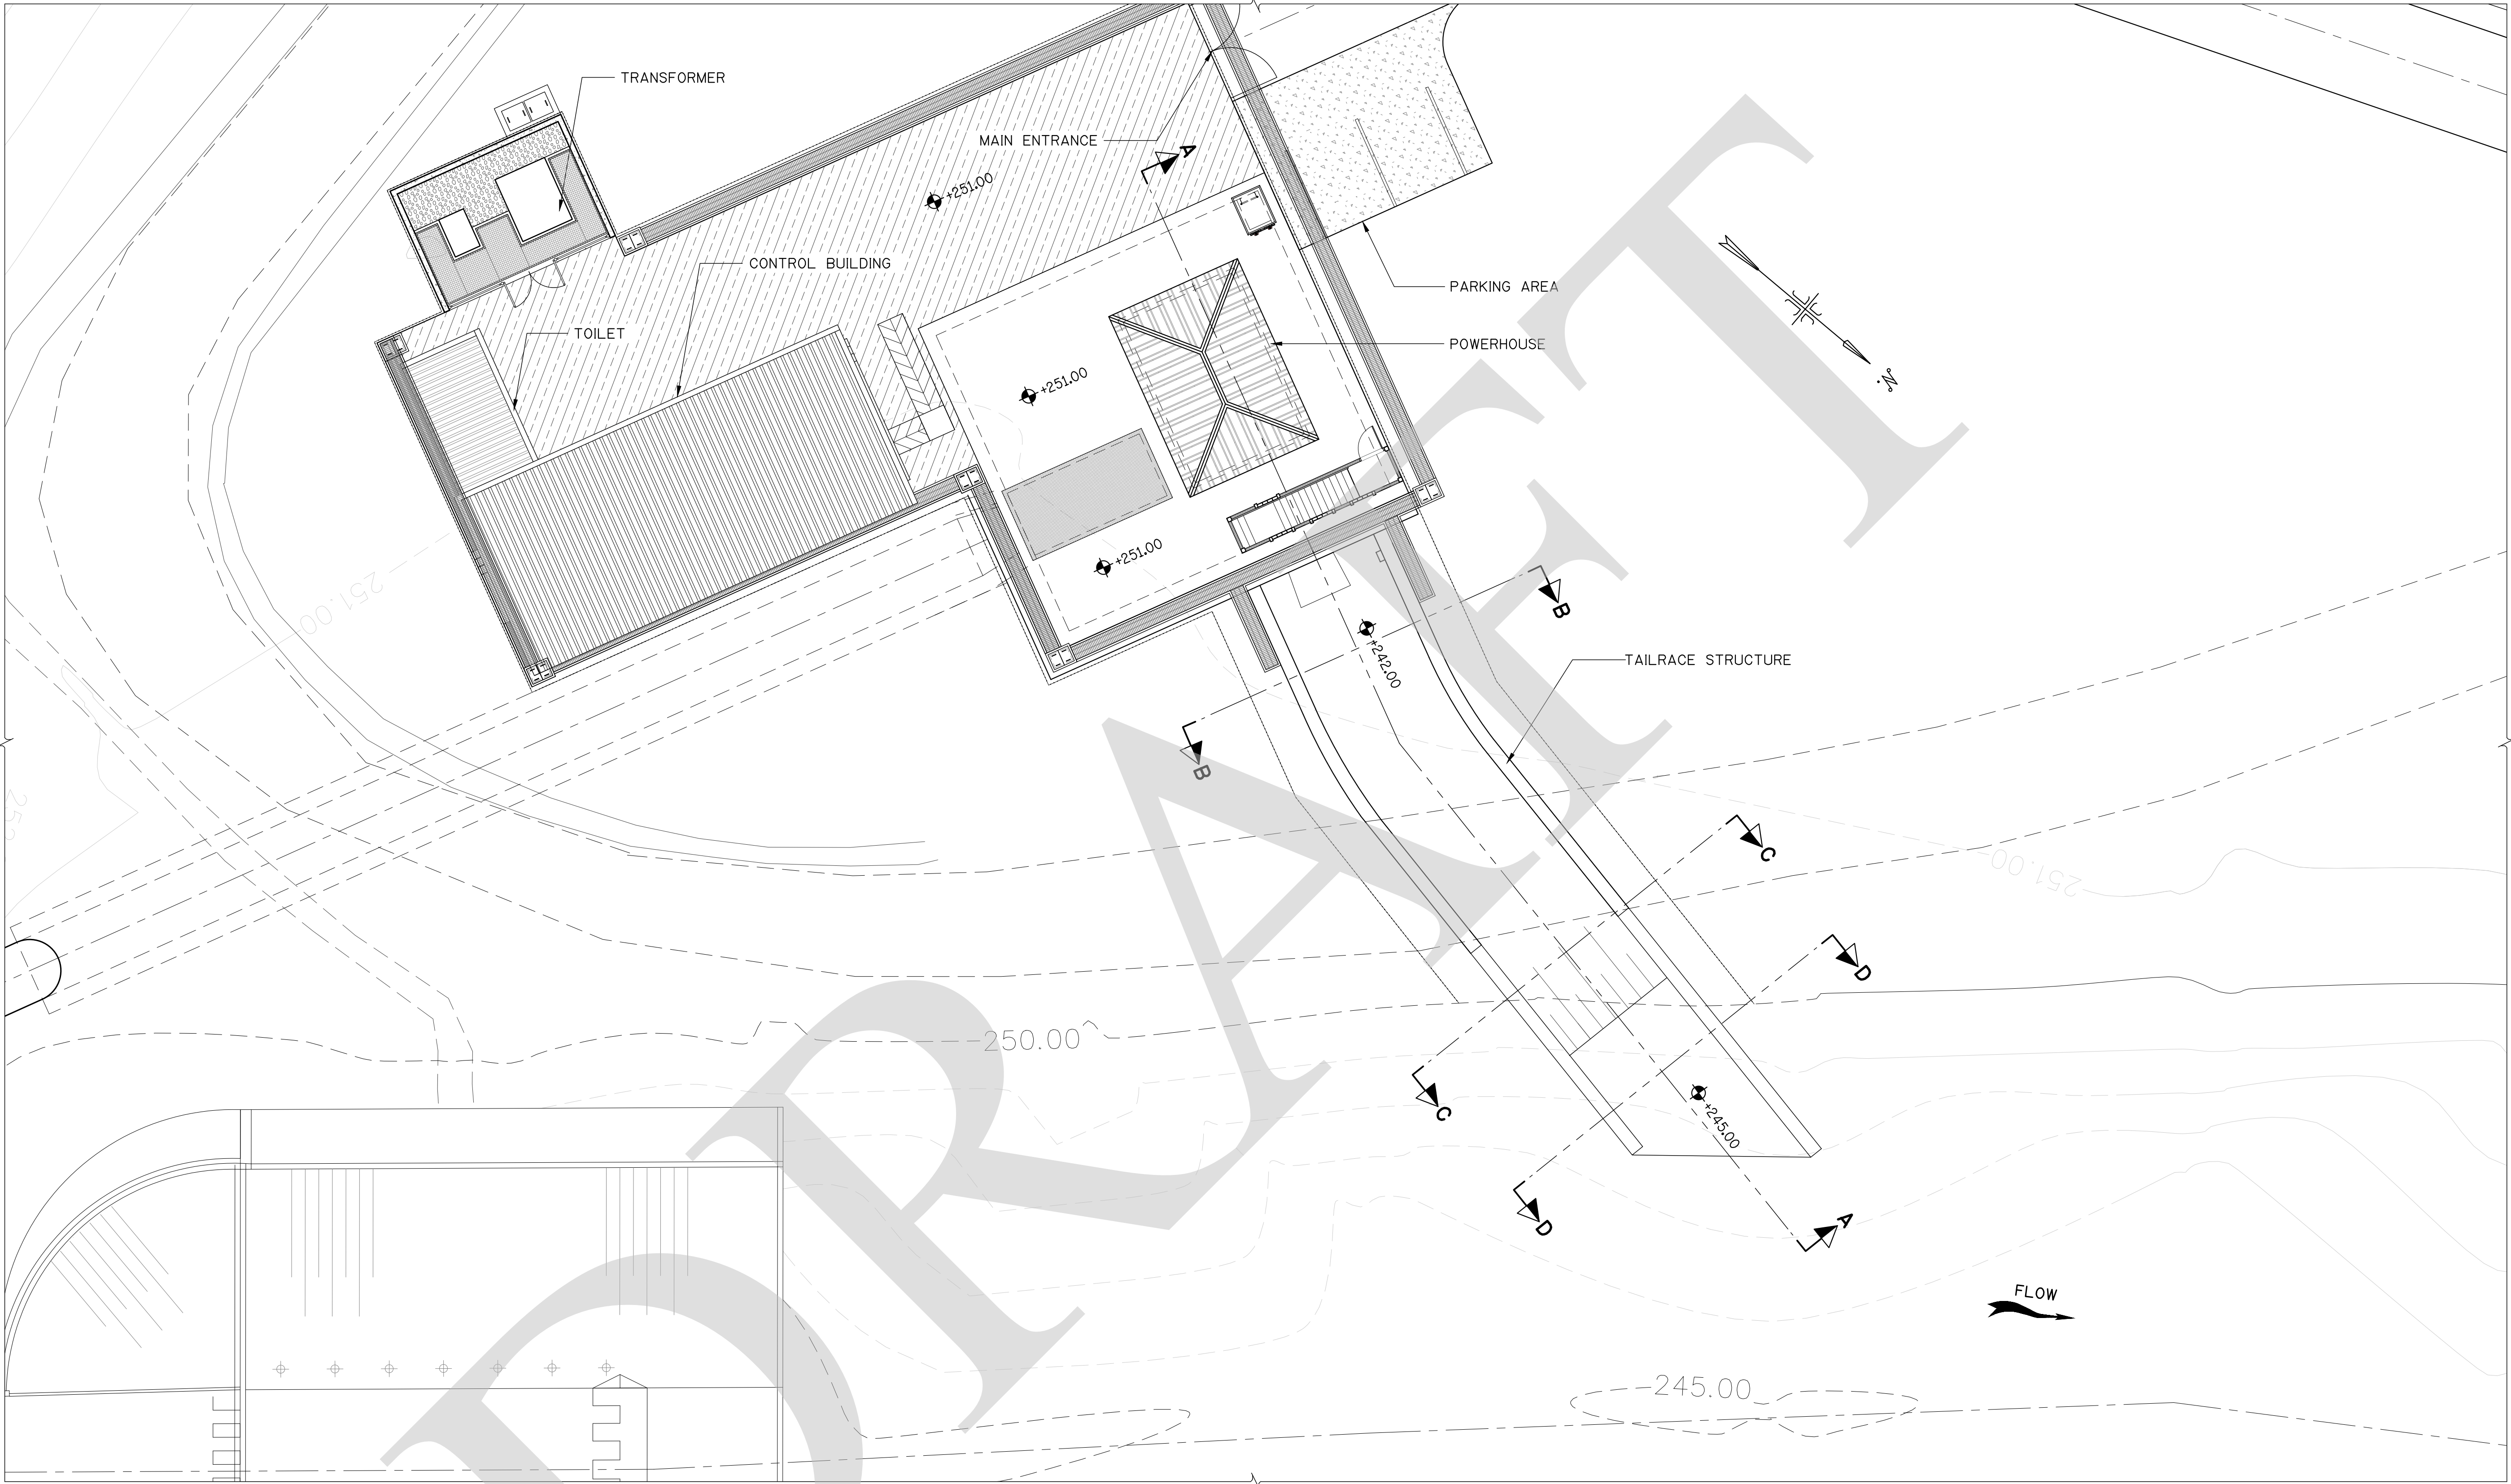 TRANSFORMER
MAIN ENTRANCE
A
+251.00
CONTROL BUILDING
PARKING AREA
TOILET
POWERHOUSE
N.
+251.00
+251.00
B
251.00
+242.00
TAILRACE STRUCTURE
B
C
251.00
D
250.00
C
+245.00
D
A
FLOW
245.00
DRAFT